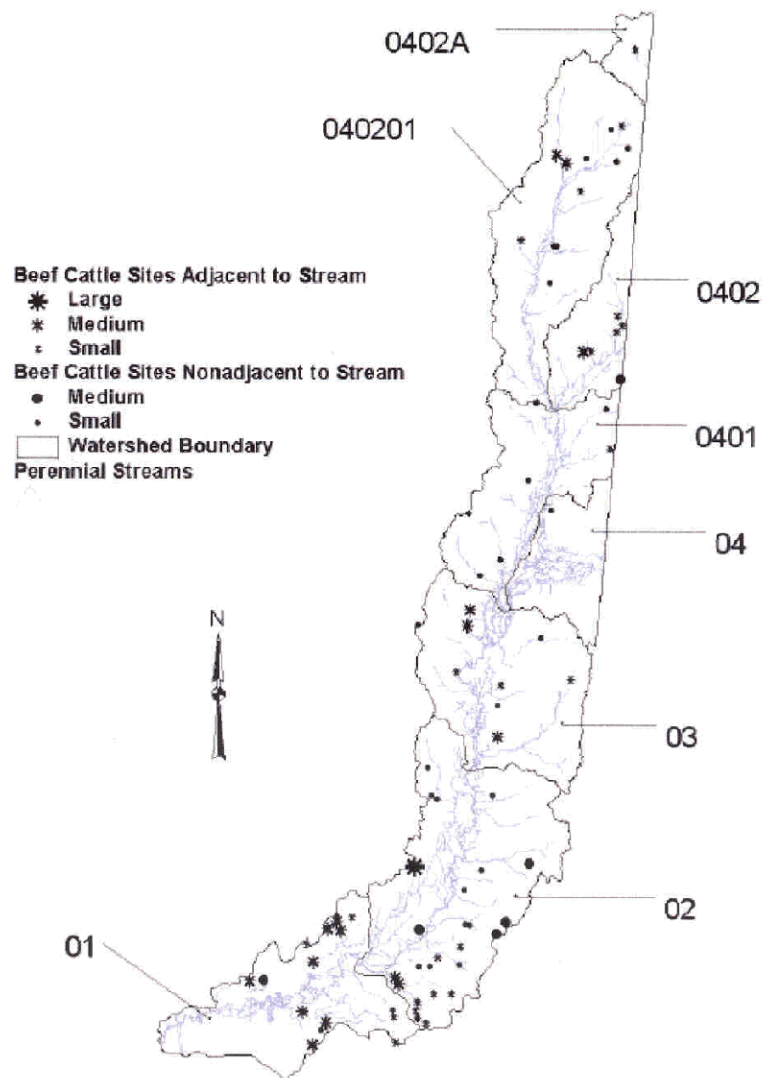 0402A
040201
Beef Cattle Sites Adjacent to Stream
Large
Medium
Small
Beef Cattle Sites Nonadjacent to Stream
Medium
Small
Watershed Boundary
Perennial Streams
0402
0401
04
N
03
02
01